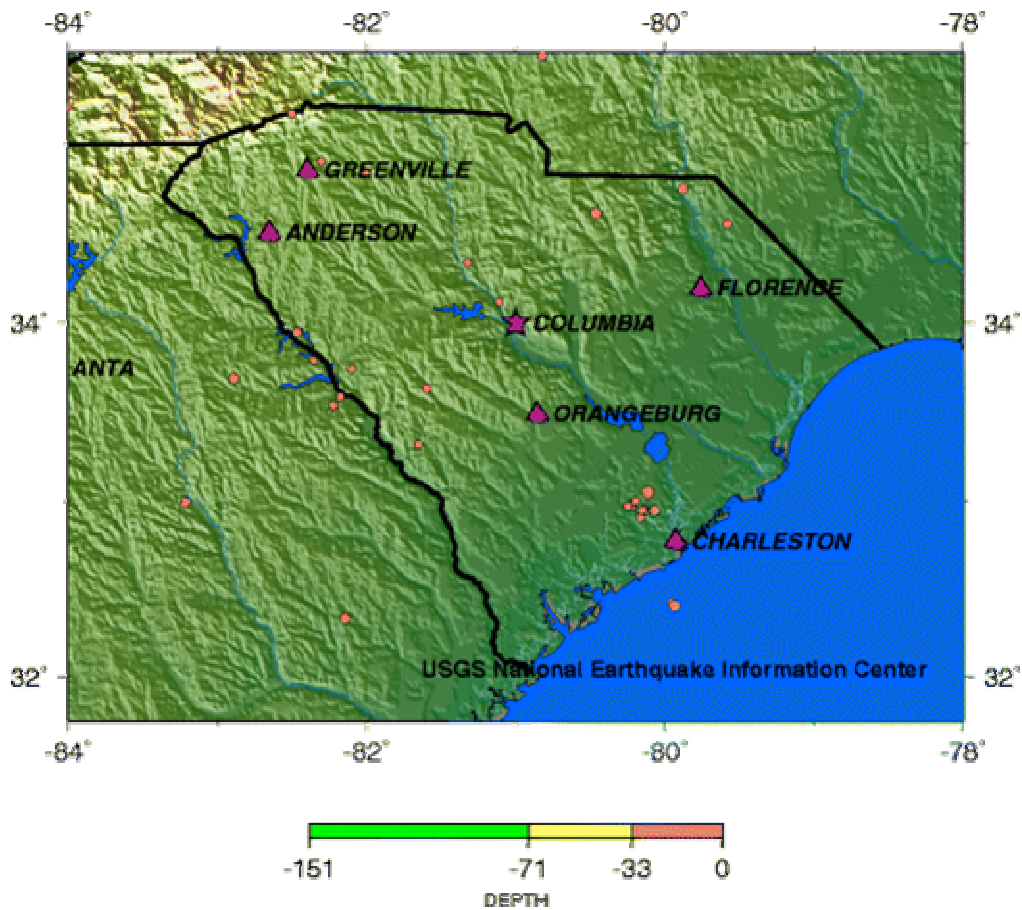 -84° -82° -80° -78°
GREENVILLE
ANDERSON
FLORENCE
34° COLUMBIA 34°
ANTA
ORANGEBURG
CHARLESTON
USGS National Earthquake Information Center
32° 32°
-84° -82° -80° -78°
-151 -71 -33 0
DEPTH